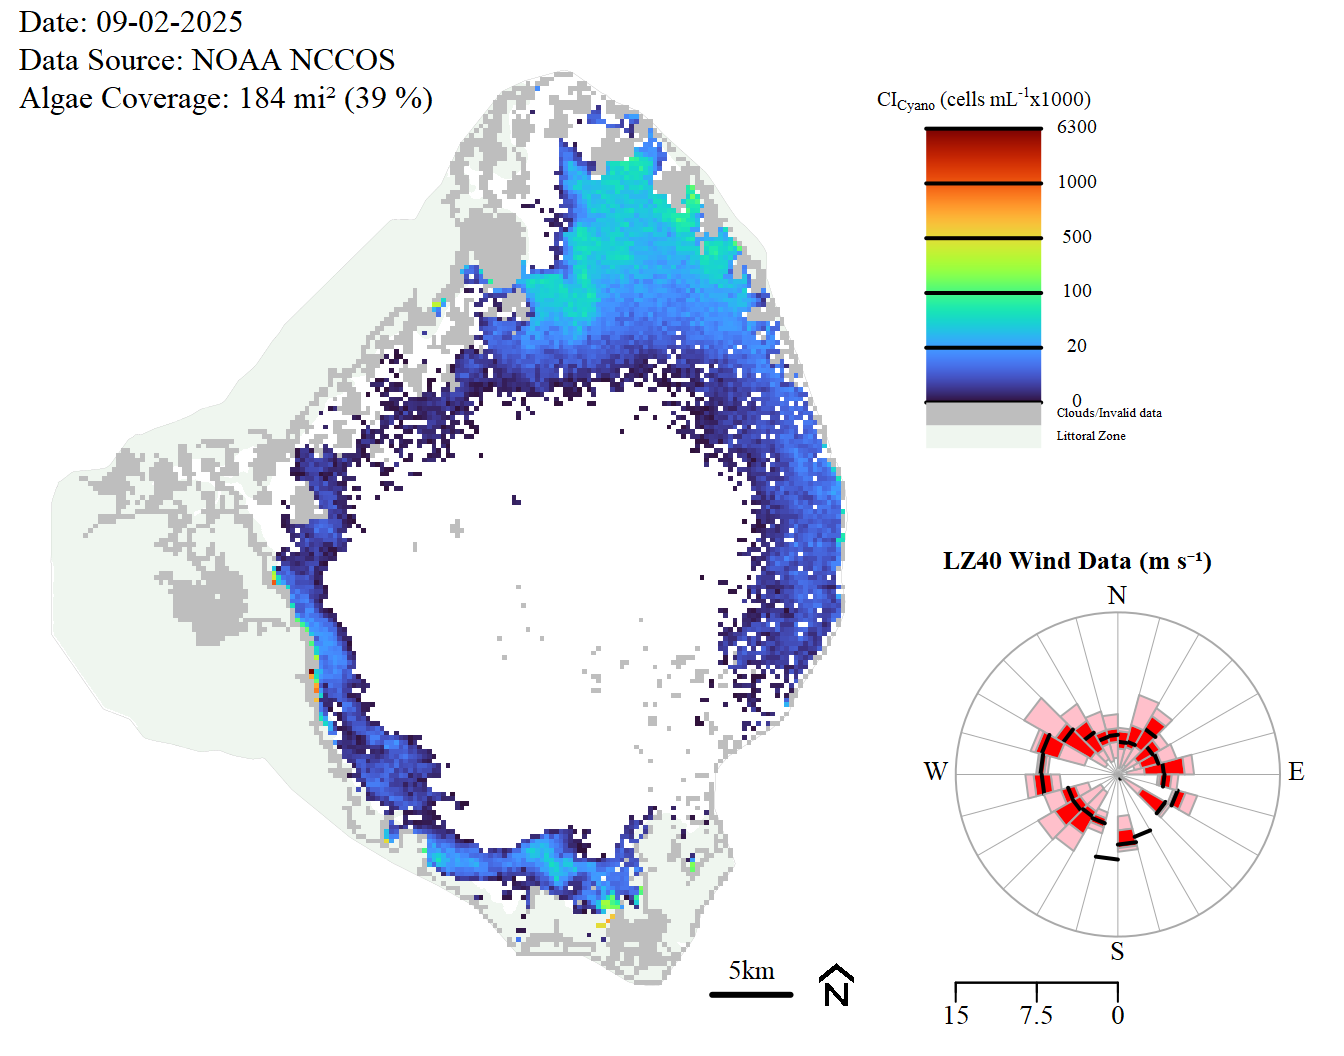 Date: 09-02-2025
Data Source: NOAA NCCOS
Algae Coverage: 184 mi² (39 %)
CICyano (cells mL-1x1000)
6300
1000
500
100
20
0
Clouds/Invalid data
Littoral Zone
LZ40 Wind Data (m s⁻¹)
N
W
E
S
5km
N
15 7.5 0